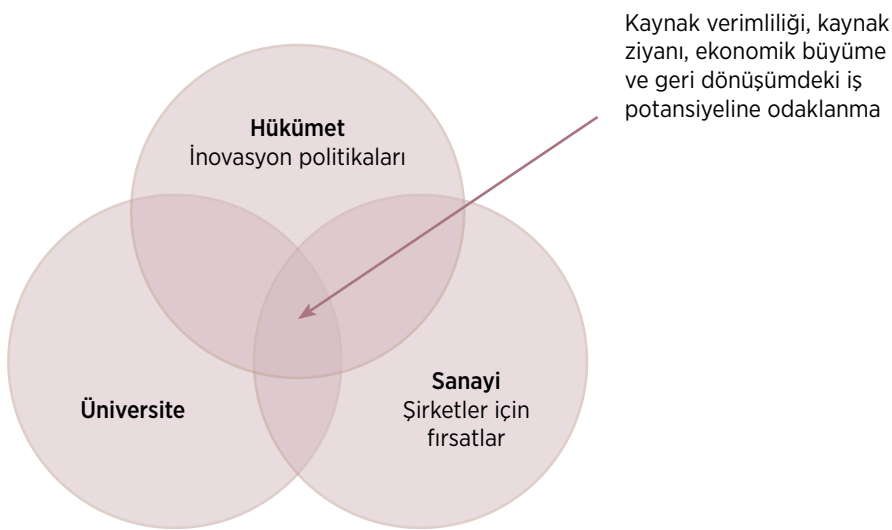 Kaynak verimliliği, kaynak
ziyanı, ekonomik büyüme
ve geri dönüşümdeki iş
potansiyeline odaklanma
Hükümet
İnovasyon politikaları
Üniversite
Sanayi
Şirketler için
fırsatlar